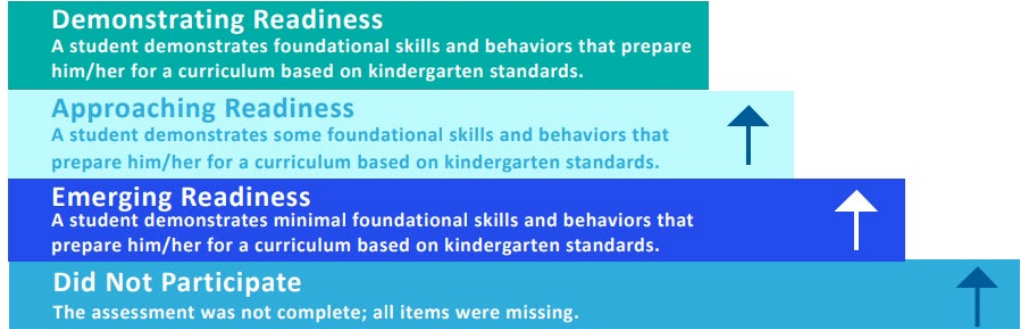 Demonstrating Readiness
A student demonstrates foundational skills and behaviors that prepare
him/her for a curriculum based on kindergarten standards.
Approaching Readiness
A student demonstrates some foundational skills and behaviors that
prepare him/her for a curriculum based on kindergarten standards.
Emerging Readiness
A student demonstrates minimal foundational skills and behaviors that
prepare him/her for a curriculum based on kindergarten standards.
Did Not Participate
The assessment was not complete; all items were missing.